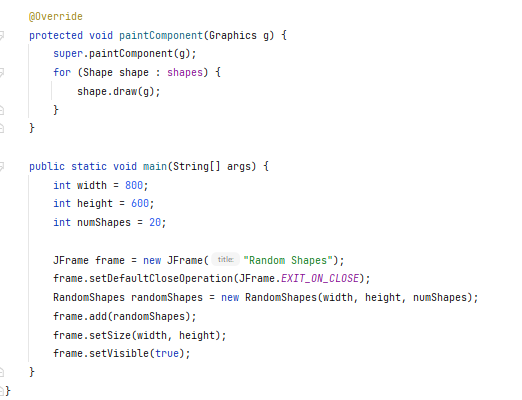 @Override
protected void paintComponent(Graphics g) {
super.paintComponent(g);
for (Shape shape : shapes) {
shape.draw(g);
}
}
public static void main(String[] args) {
int width = 800;
int height = 600;
int numShapes = 20;
JFrame frame = new JFrame( title: "Random Shapes");
frame.setDefaultCloseOperation(JFrame.EXIT_ON_CLOSE);
RandomShapes randomShapes = new RandomShapes(width, height, numShapes);
frame.add(randomShapes);
frame.setSize(width, height);
frame.setVisible(true);
}
}